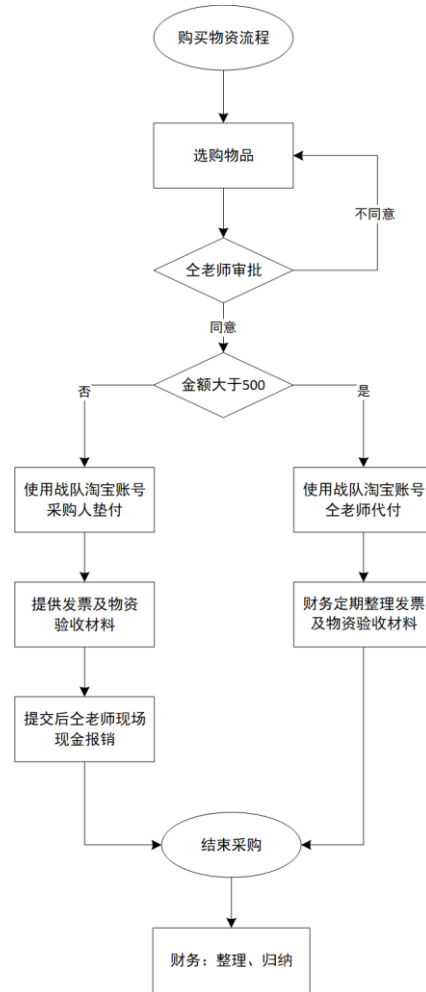 购买物资流程
选购物品
不同意
仝老师审批
同意
金额大于500
否
是
使用战队淘宝账号
采购人垫付
使用战队淘宝账号
仝老师代付
提供发票及物资
验收材料
财务定期整理发票
及物资验收材料
提交后仝老师现场
现金报销
结束采购
财务：整理、归纳